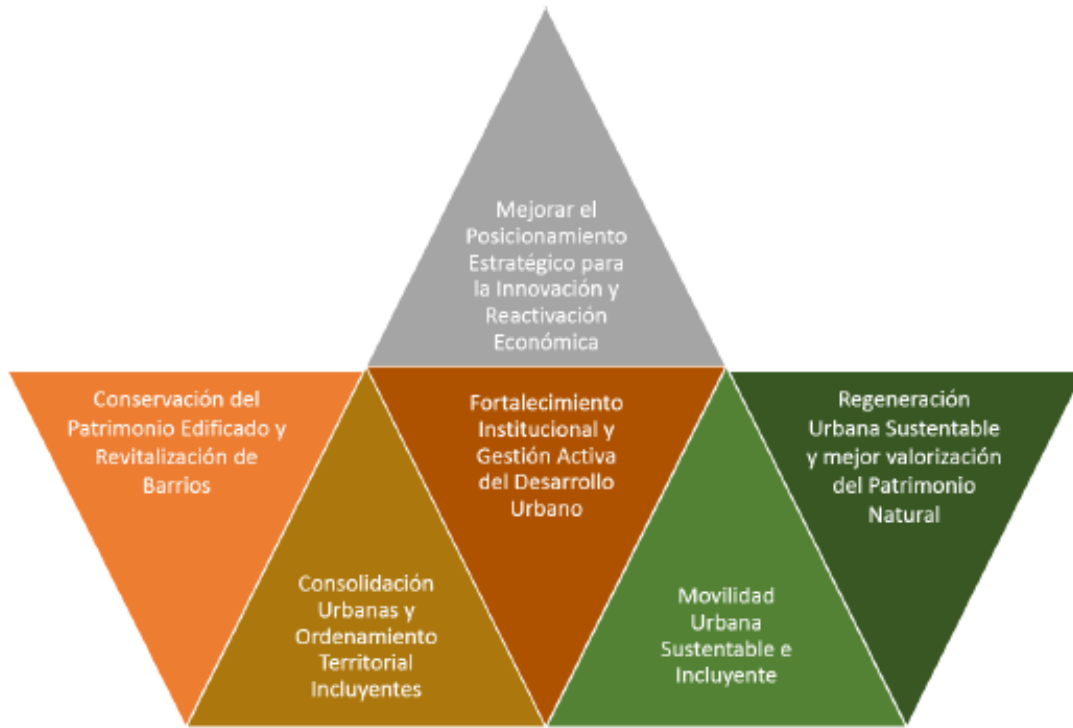 Mejorar el
Posicionamiento
Estratégico para
la Innovación y
Reactivación
Económica
Conservación del
Patrimonio Edificado y
Revitalización de
Barrios
Consolidación
Urbanas y
Ordenamiento
Territorial
Incluyentes
Fortalecimiento
Institucional y
Gestión Activa
del Desarrollo
Urbano
Movilidad
Urbana
Sustentable e
Incluyente
Regeneración
Urbana Sustentable
y mejor valorización
del Patrimonio
Natural